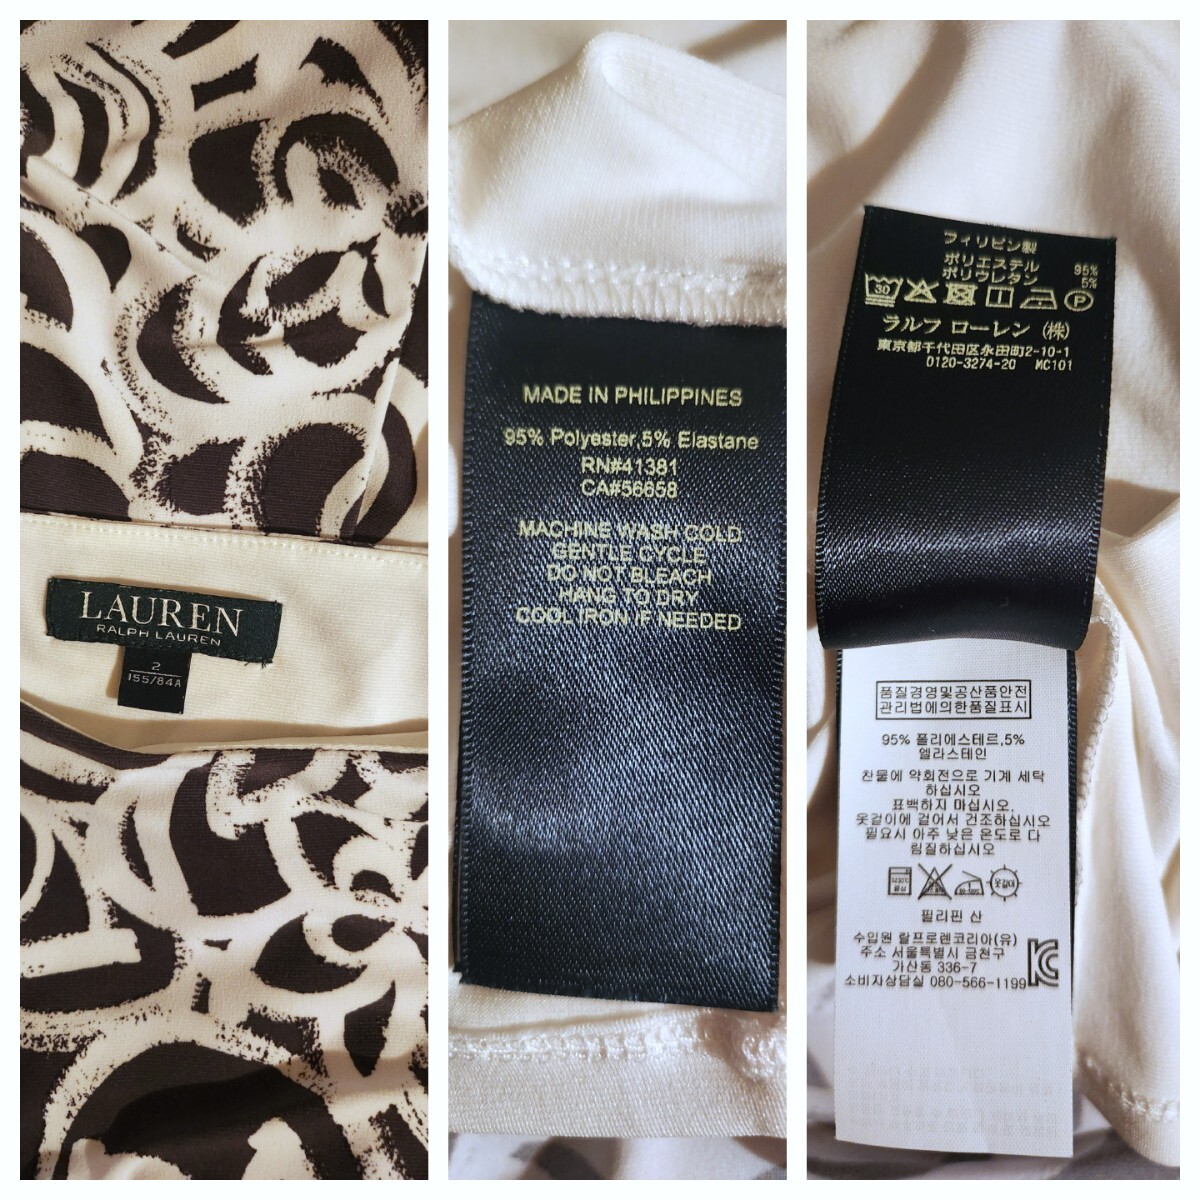 LAUREN
RALPH LAUREN
2
155/84A
MADE IN PHILIPPINES
95% Polyester,5% Elastane
RN#41381
CA#56658
MACHINE WASH COLD
GENTLE CYCLE
DO NOT BLEACH
HANG TO DRY
COOL IRON IF NEEDED
フィリピン製
ポリエステル 95%
ポリウレタン 5%
30 P
ラルフ ローレン (株)
東京都千代田区永田町2-10-1
0120-3274-20 MC101
품질경영및공산품안전
관리법에의한품질표시
95% 폴리에스테르,5%
엘라스테인
찬물에 약회전으로 기계 세탁
하십시오
표백하지 마십시오.
옷걸이에 걸어서 건조하십시오
필요시 아주 낮은 온도로 다
림질하십시오
필리핀 산
수입원 랄프로렌코리아(유)
주소 서울특별시 금천구
가산동 336-7
소비자상담실 080-566-1199